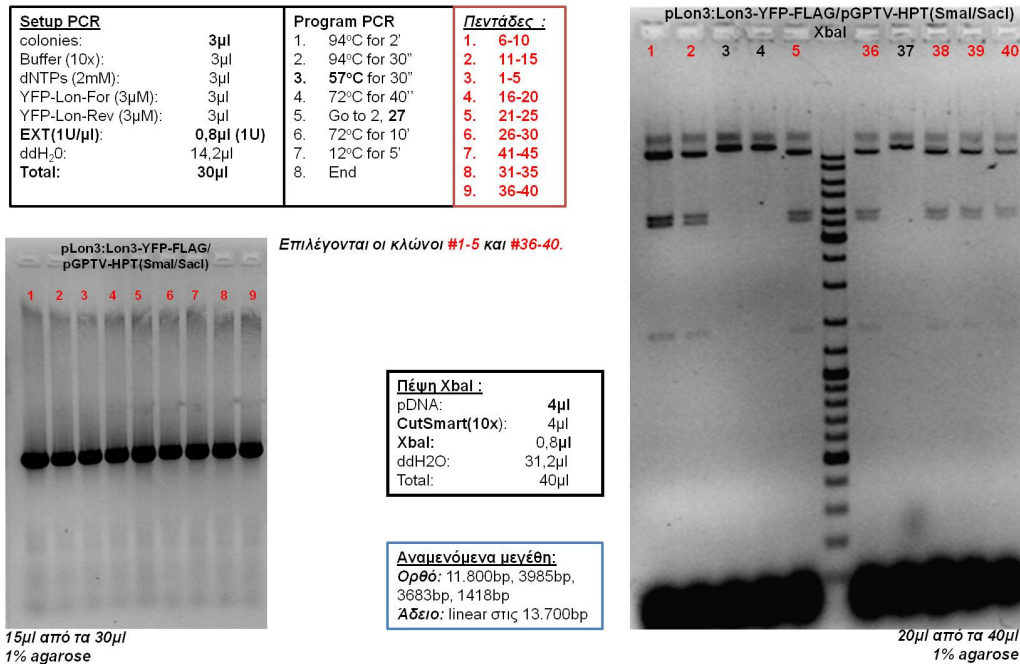 Setup PCR
colonies: 3μl
Buffer (10x): 3μl
dNTPs (2mM): 3μl
YFP-Lon-For (3μM): 3μl
YFP-Lon-Rev (3μM): 3μl
EXT(1U/μl): 0,8μl (1U)
ddH₂0: 14,2μl
Total: 30μl
Program PCR
1. 94°C for 2'
2. 94°C for 30"
3. 57°C for 30"
4. 72°C for 40''
5. Go to 2, 27
6. 72°C for 10'
7. 12°C for 5'
8. End
Πεντάδες :
1. 6-10
2. 11-15
3. 1-5
4. 16-20
5. 21-25
6. 26-30
7. 41-45
8. 31-35
9. 36-40
pLon3:Lon3-YFP-FLAG/pGPTV-HPT(SmaI/SacI)
XbaI
1 2 3 4 5 36 37 38 39 40
Επιλέγονται οι κλώνοι #1-5 και #36-40.
pLon3:Lon3-YFP-FLAG/
pGPTV-HPT(SmaI/SacI)
1 2 3 4 5 6 7 8 9
Πέψη XbaI :
pDNA: 4μl
CutSmart(10x): 4μl
XbaI: 0,8μl
ddH2O: 31,2μl
Total: 40μl
Αναμενόμενα μεγέθη:
Ορθό: 11.800bp, 3985bp,
3683bp, 1418bp
Άδειο: linear στις 13.700bp
15μl από τα 30μl
1% agarose
20μl από τα 40μl
1% agarose